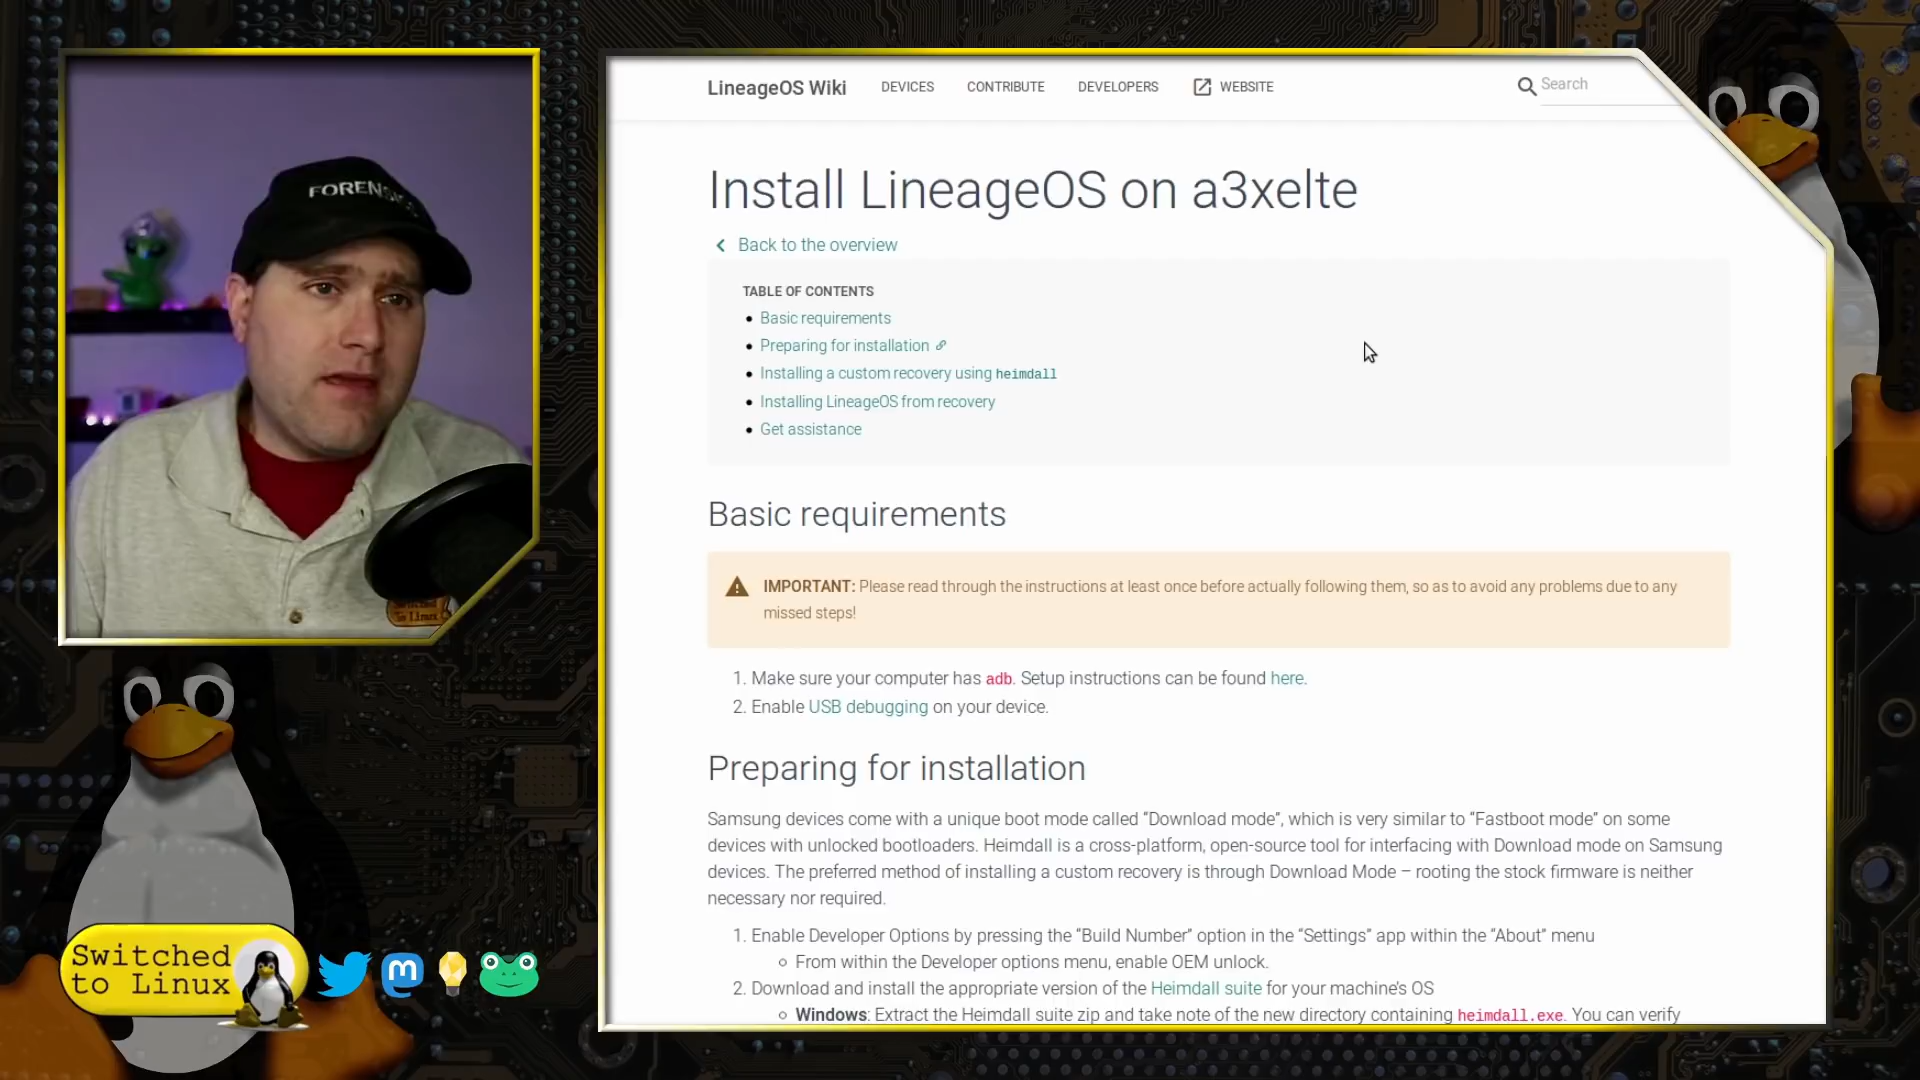 FORENSICS
Switched
To Linux
Switched
to Linux
LineageOS Wiki
DEVICES
CONTRIBUTE
DEVELOPERS
WEBSITE
Search
Install LineageOS on a3xelte
Back to the overview
TABLE OF CONTENTS
Basic requirements
Preparing for installation
Installing a custom recovery using heimdall
Installing LineageOS from recovery
Get assistance
Basic requirements
IMPORTANT: Please read through the instructions at least once before actually following them, so as to avoid any problems due to any
missed steps!
1. Make sure your computer has adb. Setup instructions can be found here.
2. Enable USB debugging on your device.
Preparing for installation
Samsung devices come with a unique boot mode called “Download mode”, which is very similar to “Fastboot mode” on some
devices with unlocked bootloaders. Heimdall is a cross-platform, open-source tool for interfacing with Download mode on Samsung
devices. The preferred method of installing a custom recovery is through Download Mode – rooting the stock firmware is neither
necessary nor required.
1. Enable Developer Options by pressing the “Build Number” option in the “Settings” app within the “About” menu
From within the Developer options menu, enable OEM unlock.
2. Download and install the appropriate version of the Heimdall suite for your machine’s OS
Windows: Extract the Heimdall suite zip and take note of the new directory containing heimdall.exe. You can verify